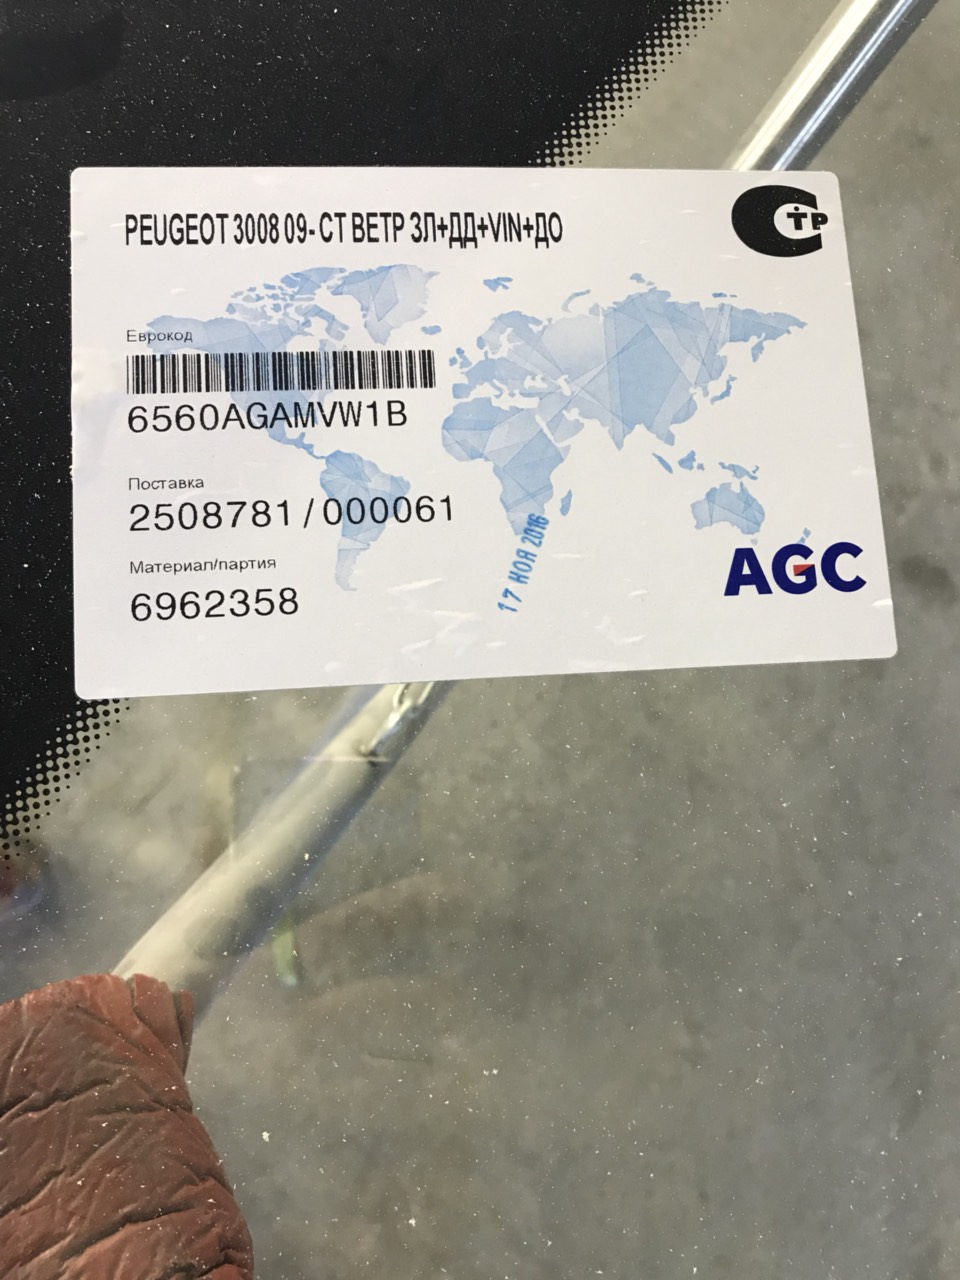 PEUGEOT 3008 09- СТ ВЕТР ЗЛ+ДД+VIN+ДО
СТР
Еврокод
6560AGAMVW1B
Поставка
2508781/000061
Материал/партия
6962358
17 НОЯ 2016
AGC